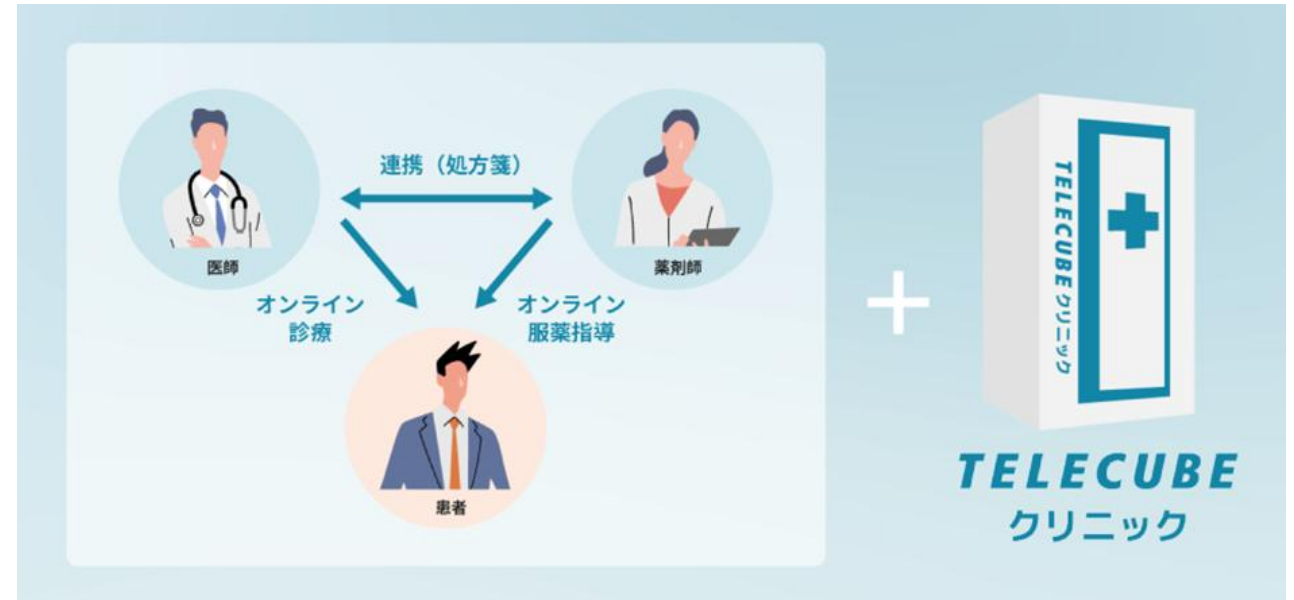 連携（処方箋）
医師
薬剤師
オンライン
診療
オンライン
服薬指導
患者
TELECUBE クリニック
TELECUBE
クリニック